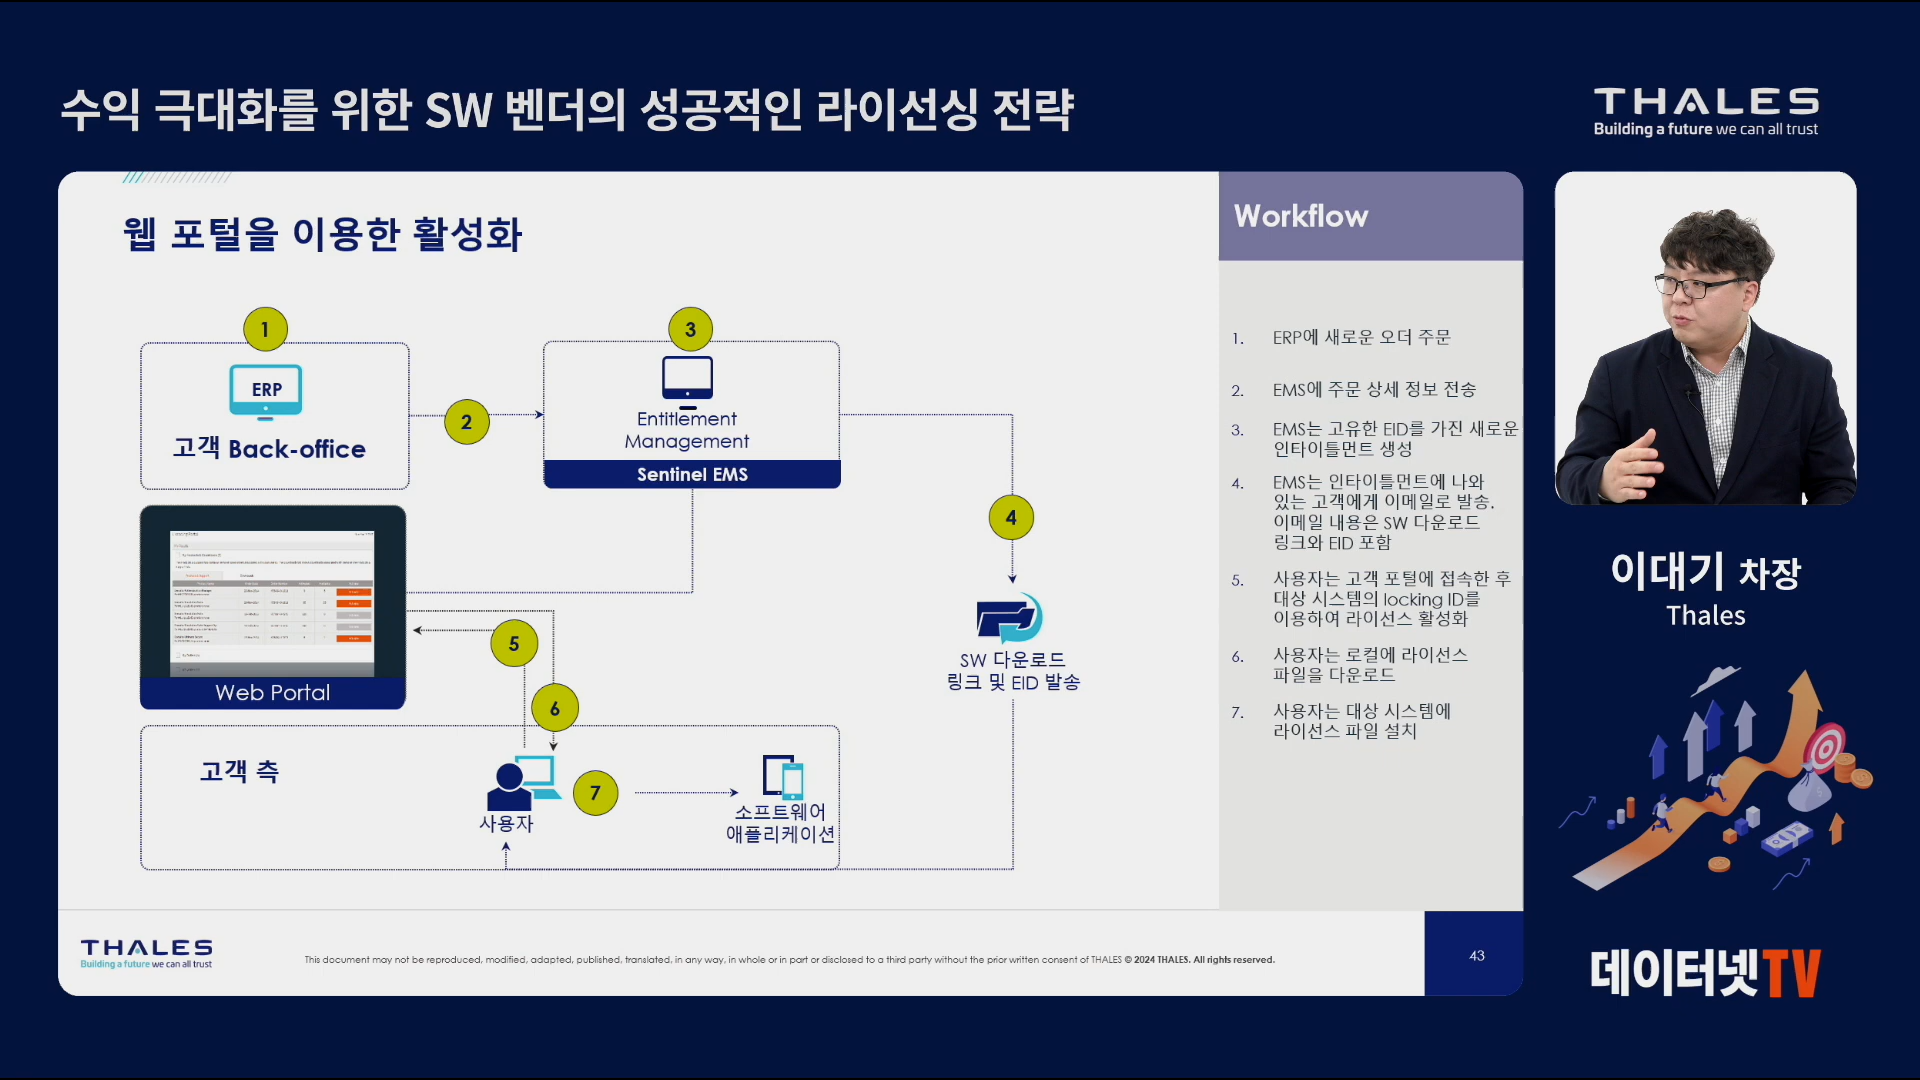 수익 극대화를 위한 SW 벤더의 성공적인 라이선싱 전략
THALES
Building a future we can all trust
웹 포털을 이용한 활성화
1
ERP
고객 Back-office
2
3
Entitlement
Management
Sentinel EMS
4
SW 다운로드
링크 및 EID 발송
Web Portal
5
6
고객 측
사용자
7
소프트웨어
애플리케이션
Workflow
1. ERP에 새로운 오더 주문
2. EMS에 주문 상세 정보 전송
3. EMS는 고유한 EID를 가진 새로운
인타이틀먼트 생성
4. EMS는 인타이틀먼트에 나와
있는 고객에게 이메일로 발송.
이메일 내용은 SW 다운로드
링크와 EID 포함
5. 사용자는 고객 포털에 접속한 후
대상 시스템의 locking ID를
이용하여 라이선스 활성화
6. 사용자는 로컬에 라이선스
파일을 다운로드
7. 사용자는 대상 시스템에
라이선스 파일 설치
THALES
Building a future we can all trust
This document may not be reproduced, modified, adapted, published, translated, in any way, in whole or in part or disclosed to a third party without the prior written consent of THALES © 2024 THALES. All rights reserved.
43
이대기 차장
Thales
데이터넷TV